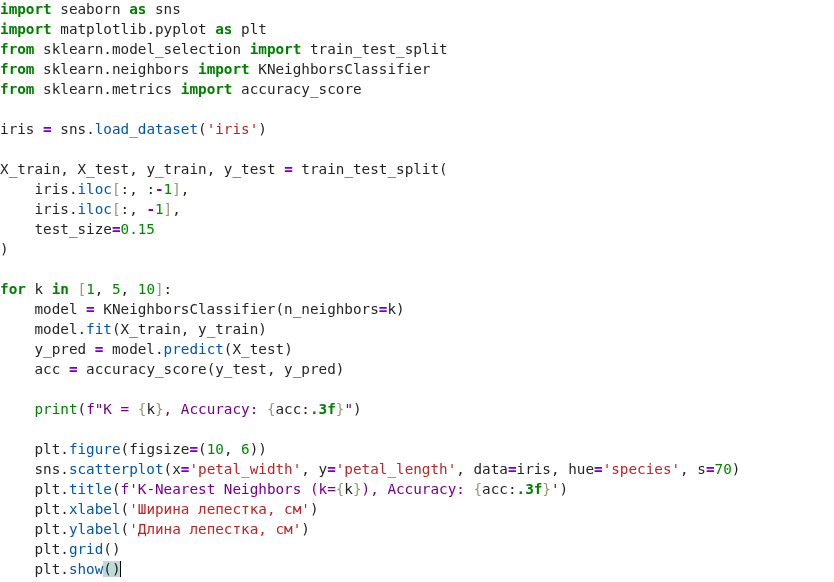 import seaborn as sns
import matplotlib.pyplot as plt
from sklearn.model_selection import train_test_split
from sklearn.neighbors import KNeighborsClassifier
from sklearn.metrics import accuracy_score

iris = sns.load_dataset('iris')

X_train, X_test, y_train, y_test = train_test_split(
    iris.iloc[:, :-1],
    iris.iloc[:, -1],
    test_size=0.15
)

for k in [1, 5, 10]:
    model = KNeighborsClassifier(n_neighbors=k)
    model.fit(X_train, y_train)
    y_pred = model.predict(X_test)
    acc = accuracy_score(y_test, y_pred)

    print(f"K = {k}, Accuracy: {acc:.3f}")

    plt.figure(figsize=(10, 6))
    sns.scatterplot(x='petal_width', y='petal_length', data=iris, hue='species', s=70)
    plt.title(f'K-Nearest Neighbors (k={k}), Accuracy: {acc:.3f}')
    plt.xlabel('Ширина лепестка, см')
    plt.ylabel('Длина лепестка, см')
    plt.grid()
    plt.show()